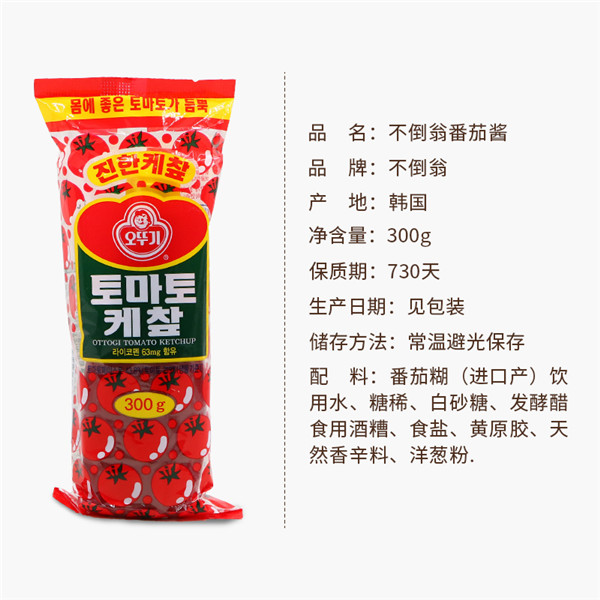 몸에 좋은 토마토가 듬뿍
진한케챂
오뚜기
토마토
케챂
OTTOGI TOMATO KETCHUP
라이코펜 63mg 함유
300g
品 名：不倒翁番茄酱
品 牌：不倒翁
产 地：韩国
净含量：300g
保质期：730天
生产日期：见包装
储存方法：常温避光保存
配 料：番茄糊（进口产）饮
用水、糖稀、白砂糖、发酵醋
食用酒糟、食盐、黄原胶、天
然香辛料、洋葱粉.